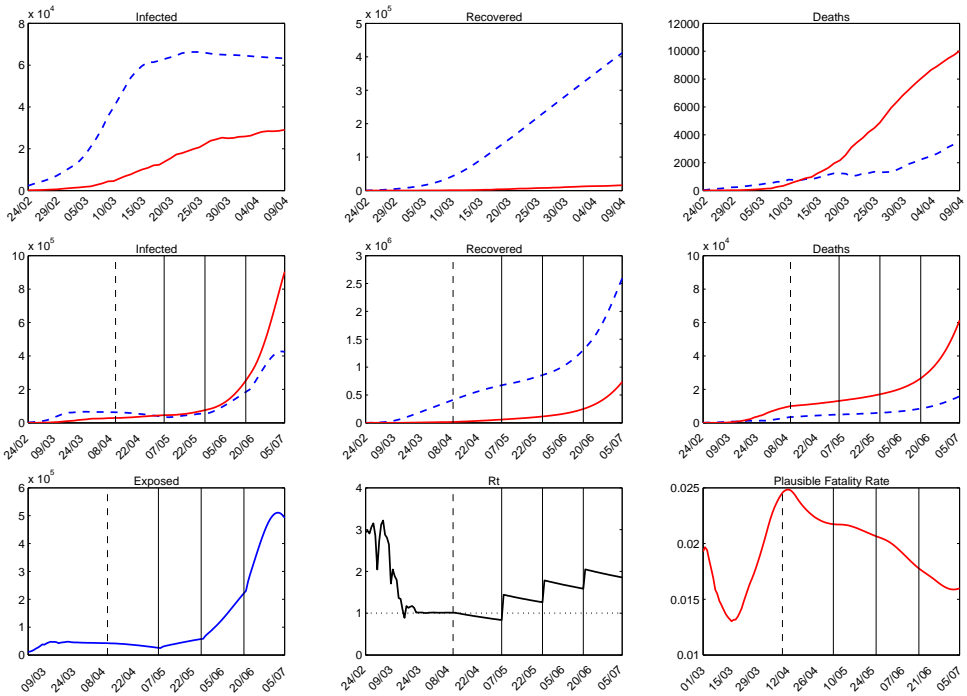 Infected
x 10^4
8
6
4
2
0
24/02 29/02 05/03 10/03 15/03 20/03 25/03 30/03 04/04 09/04
Recovered
x 10^5
5
4
3
2
1
0
24/02 29/02 05/03 10/03 15/03 20/03 25/03 30/03 04/04 09/04
Deaths
12000
10000
8000
6000
4000
2000
0
24/02 29/02 05/03 10/03 15/03 20/03 25/03 30/03 04/04 09/04
Infected
x 10^5
10
8
6
4
2
0
24/02 09/03 24/03 08/04 22/04 07/05 22/05 05/06 20/06 05/07
Recovered
x 10^6
3
2.5
2
1.5
1
0.5
0
24/02 09/03 24/03 08/04 22/04 07/05 22/05 05/06 20/06 05/07
Deaths
x 10^4
10
8
6
4
2
0
24/02 09/03 24/03 08/04 22/04 07/05 22/05 05/06 20/06 05/07
Exposed
x 10^5
6
5
4
3
2
1
0
09/03 24/03 08/04 22/04 07/05 22/05 05/06 20/06 05/07
Rt
4
3
2
1
0
24/02 09/03 24/03 08/04 22/04 07/05 22/05 05/06 20/06 05/07
Plausible Fatality Rate
0.025
0.02
0.015
0.01
01/03 15/03 29/03 12/04 26/04 10/05 24/05 07/06 21/06 05/07